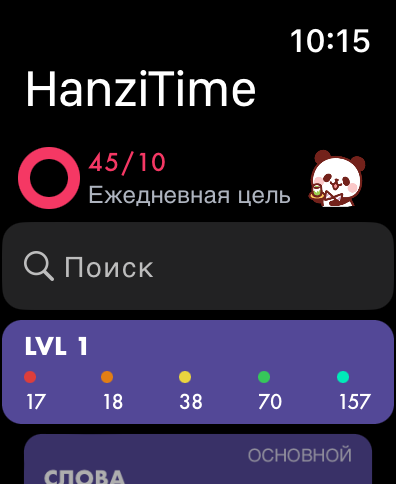 10:15
HanziTime
45/10
Ежедневная цель
Поиск
LVL 1
17 18 38 70 157
ОСНОВНОЙ
СЛОВА